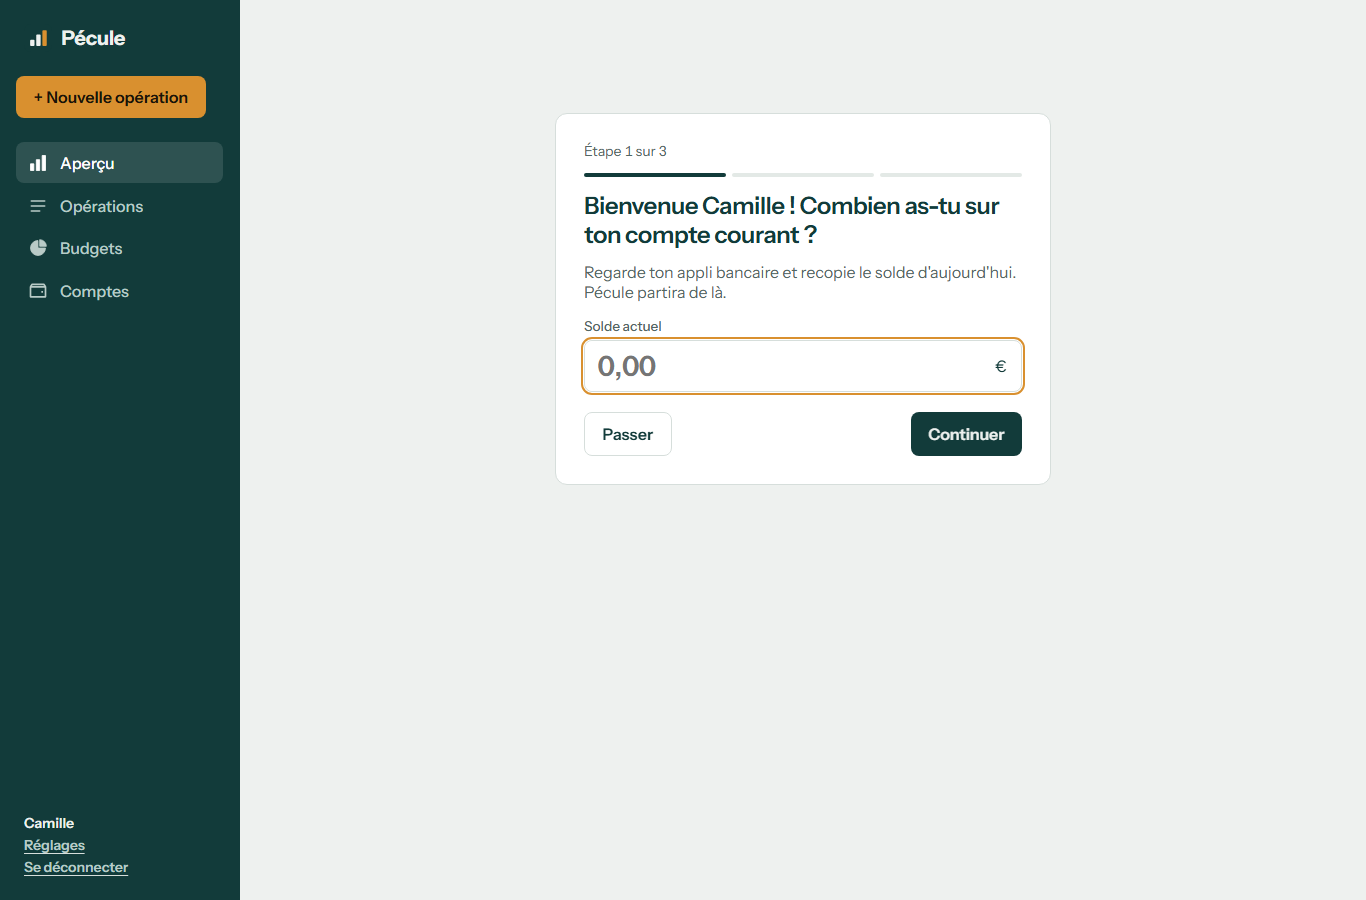 Pécule
+ Nouvelle opération
Aperçu
Opérations
Budgets
Comptes
Camille
Réglages
Se déconnecter
Étape 1 sur 3
Bienvenue Camille ! Combien as-tu sur
ton compte courant ?
Regarde ton appli bancaire et recopie le solde d'aujourd'hui.
Pécule partira de là.
Solde actuel
0,00 €
Passer
Continuer